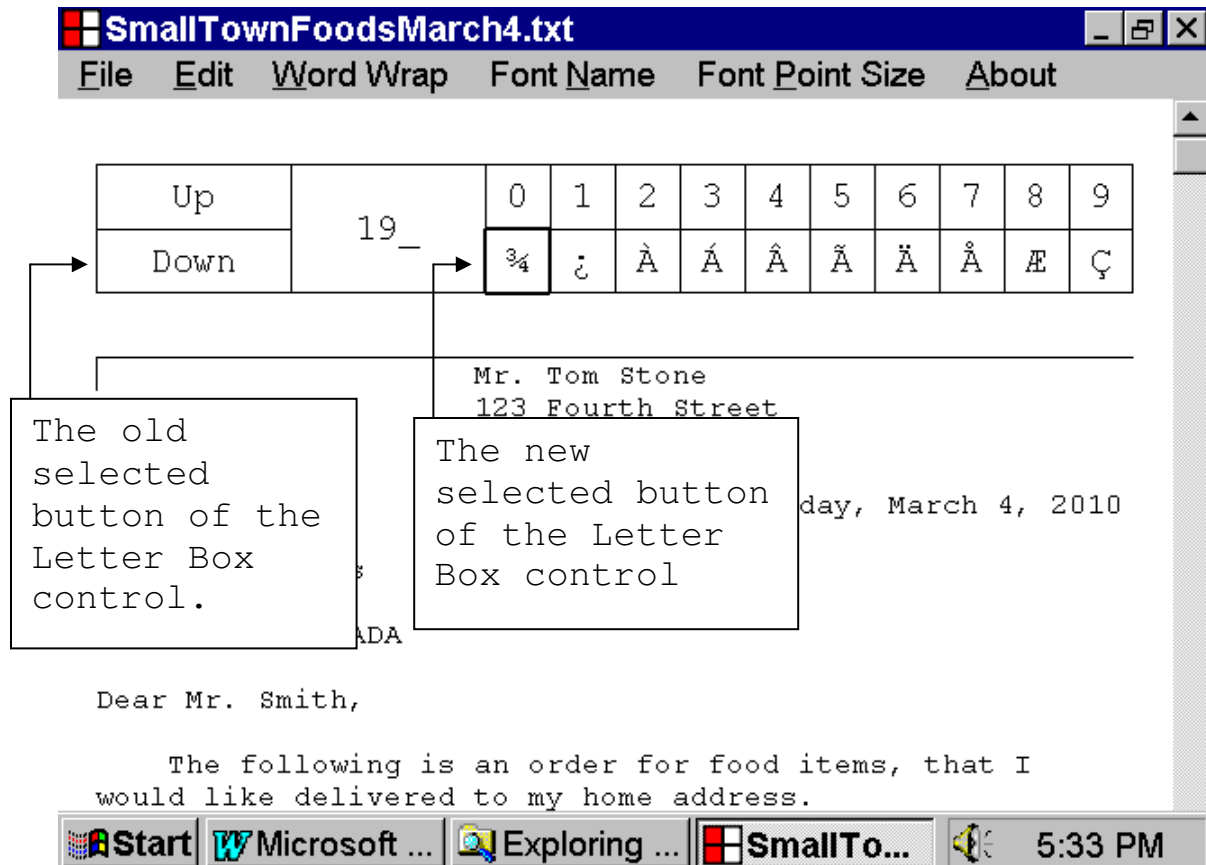 SmallTownFoodsMarch4.txt
File Edit Word Wrap Font Name Font Point Size About
Up 19_ 0 1 2 3 4 5 6 7 8 9
Down ¾ ¿ À Á Â Ã Ä Å Æ Ç
Mr. Tom Stone
123 Fourth Street
The old
selected
button of the
Letter Box
control.
The new
selected button
of the Letter
Box control
day, March 4, 2010
s
ADA
Dear Mr. Smith,
The following is an order for food items, that I
would like delivered to my home address.
Start Microsoft ... Exploring ... SmallTo... 5:33 PM